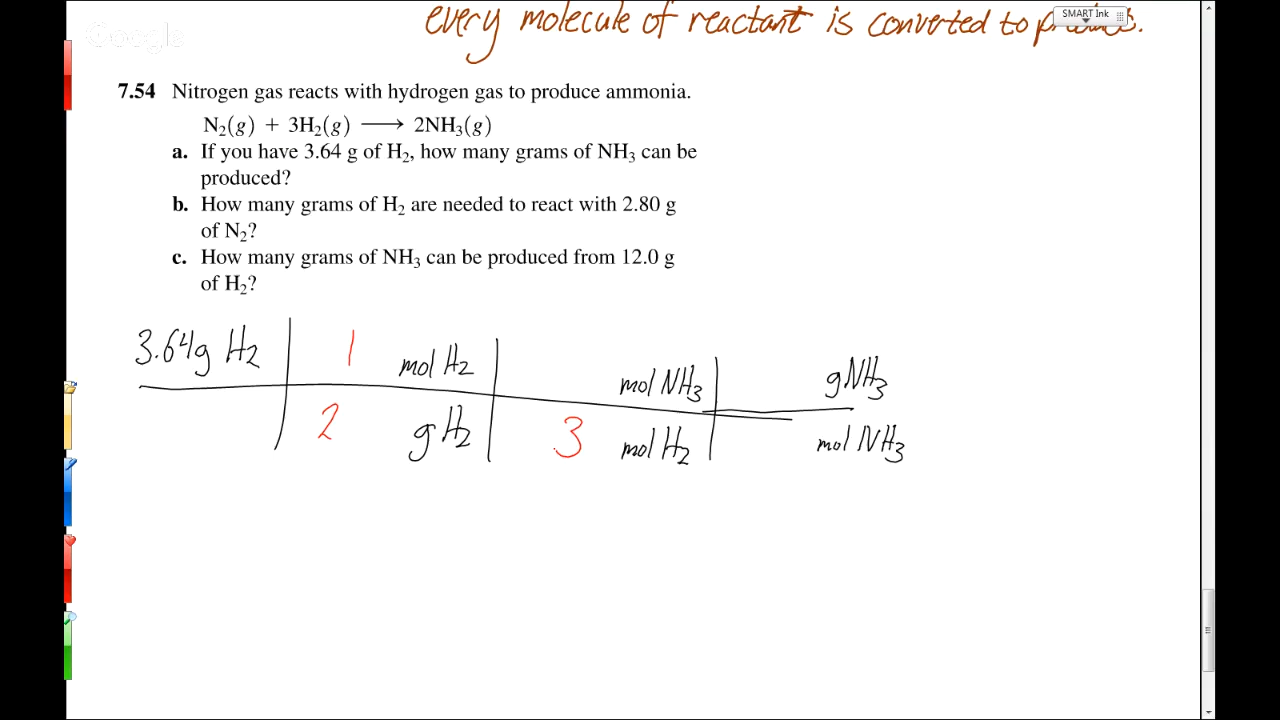 every molecule of reactant is converted to
SMART Ink
Google
7.54 Nitrogen gas reacts with hydrogen gas to produce ammonia.
N₂(g) + 3H₂(g) ⟶ 2NH₃(g)
a. If you have 3.64 g of H₂, how many grams of NH₃ can be
produced?
b. How many grams of H₂ are needed to react with 2.80 g
of N₂?
c. How many grams of NH₃ can be produced from 12.0 g
of H₂?
3.64g H₂ 1 mol H₂ mol NH₃ gNH₃
2 gH₂ 3 mol H₂ mol NH₃